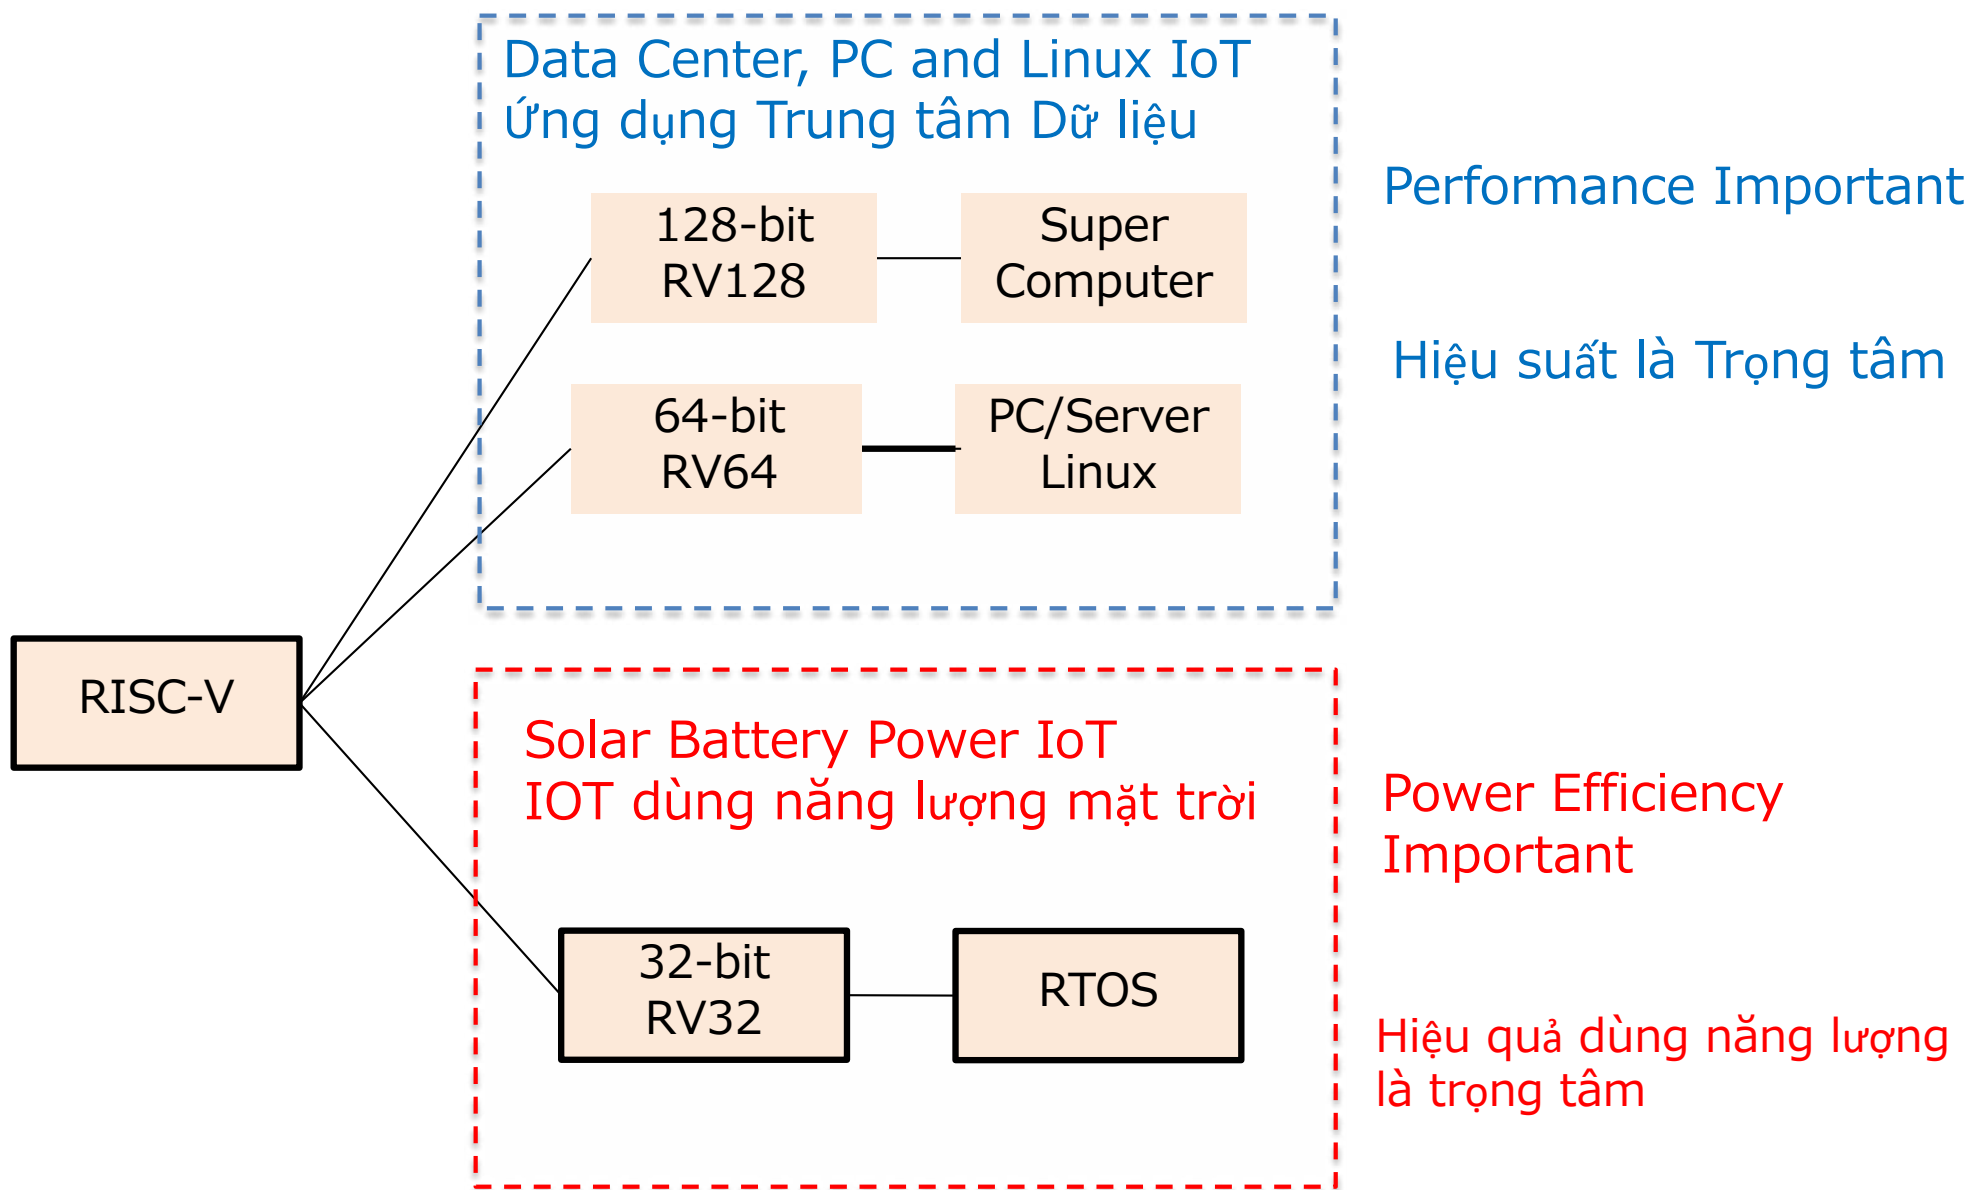 Data Center, PC and Linux IoT
Ứng dụng Trung tâm Dữ liệu
128-bit
RV128
Super
Computer
Performance Important
Hiệu suất là Trọng tâm
64-bit
RV64
PC/Server
Linux
RISC-V
Solar Battery Power IoT
IOT dùng năng lượng mặt trời
Power Efficiency
Important
32-bit
RV32
RTOS
Hiệu quả dùng năng lượng
là trọng tâm